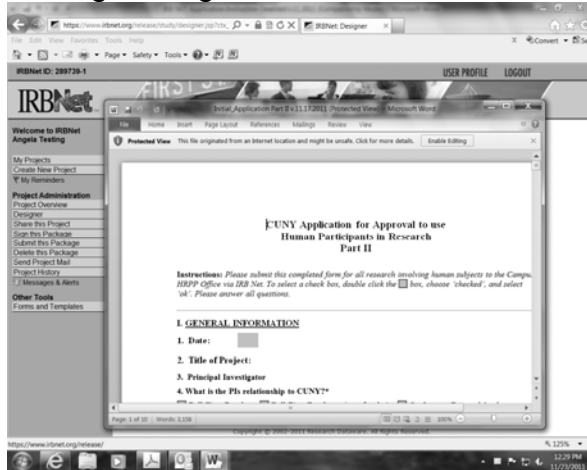 https://www.irbnet.org/release/study/designer.jsp?ctx_
IRBNet: Designer
File Edit View Favorites Tools Help
Convert
Page Safety Tools
IRBNet ID: 289739-1
USER PROFILE LOGOUT
IRBNet
Initial_Application Part II v.11.17.2011 (Protected View) - Microsoft Word
File Home Insert Page Layout References Mailings Review View
Protected View This file originated from an Internet location and might be unsafe. Click for more details. Enable Editing
Welcome to IRBNet
Angela Testing
My Projects
Create New Project
My Reminders
Project Administration
Project Overview
Designer
Share this Project
Sign this Package
Submit this Package
Delete this Package
Send Project Mail
Project History
Messages & Alerts
Other Tools
Forms and Templates
CUNY Application for Approval to use
Human Participants in Research
Part II
Instructions: Please submit this completed form for all research involving human subjects to the Campu
HRPP Office via IRB Net. To select a check box, double click the box, choose 'checked', and select
'ok'. Please answer all questions.
I. GENERAL INFORMATION
1. Date:
2. Title of Project:
3. Principal Investigator
4. What is the PIs relationship to CUNY?*
Page: 1 of 10 Words: 3,158
100%
Copyright © 2002-2011 Research Dataware. All Rights Reserved.
https://www.irbnet.org/release/
125%
12:29 PM
11/23/2011